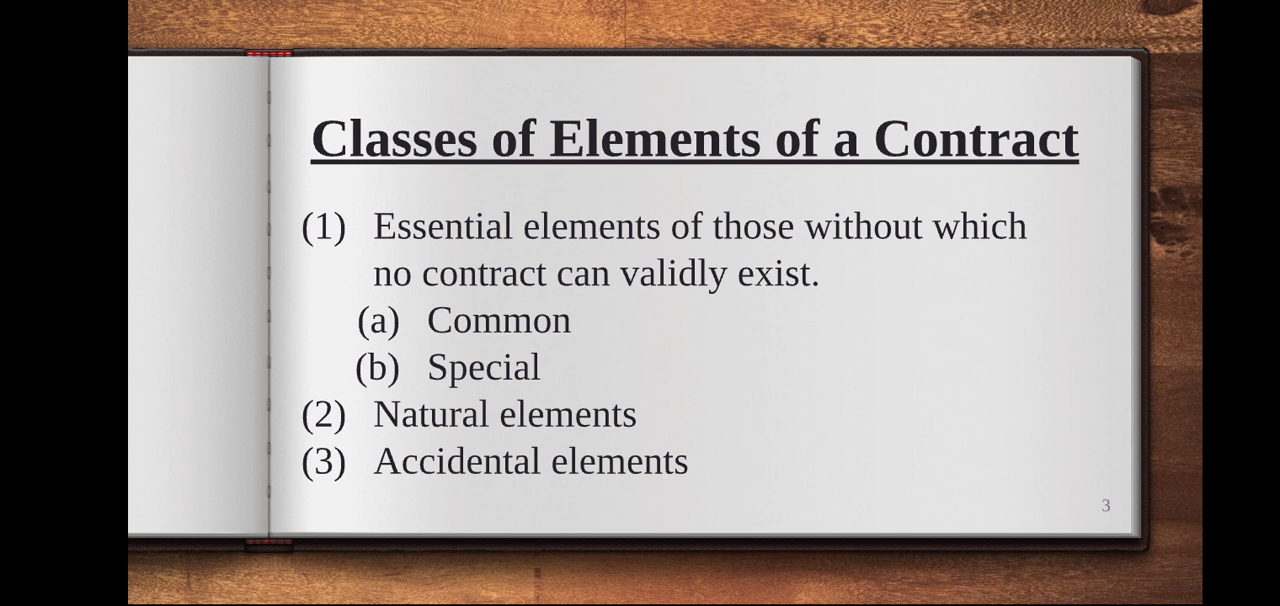 Classes of Elements of a Contract
(1) Essential elements of those without which
no contract can validly exist.
(a) Common
(b) Special
(2) Natural elements
(3) Accidental elements
3